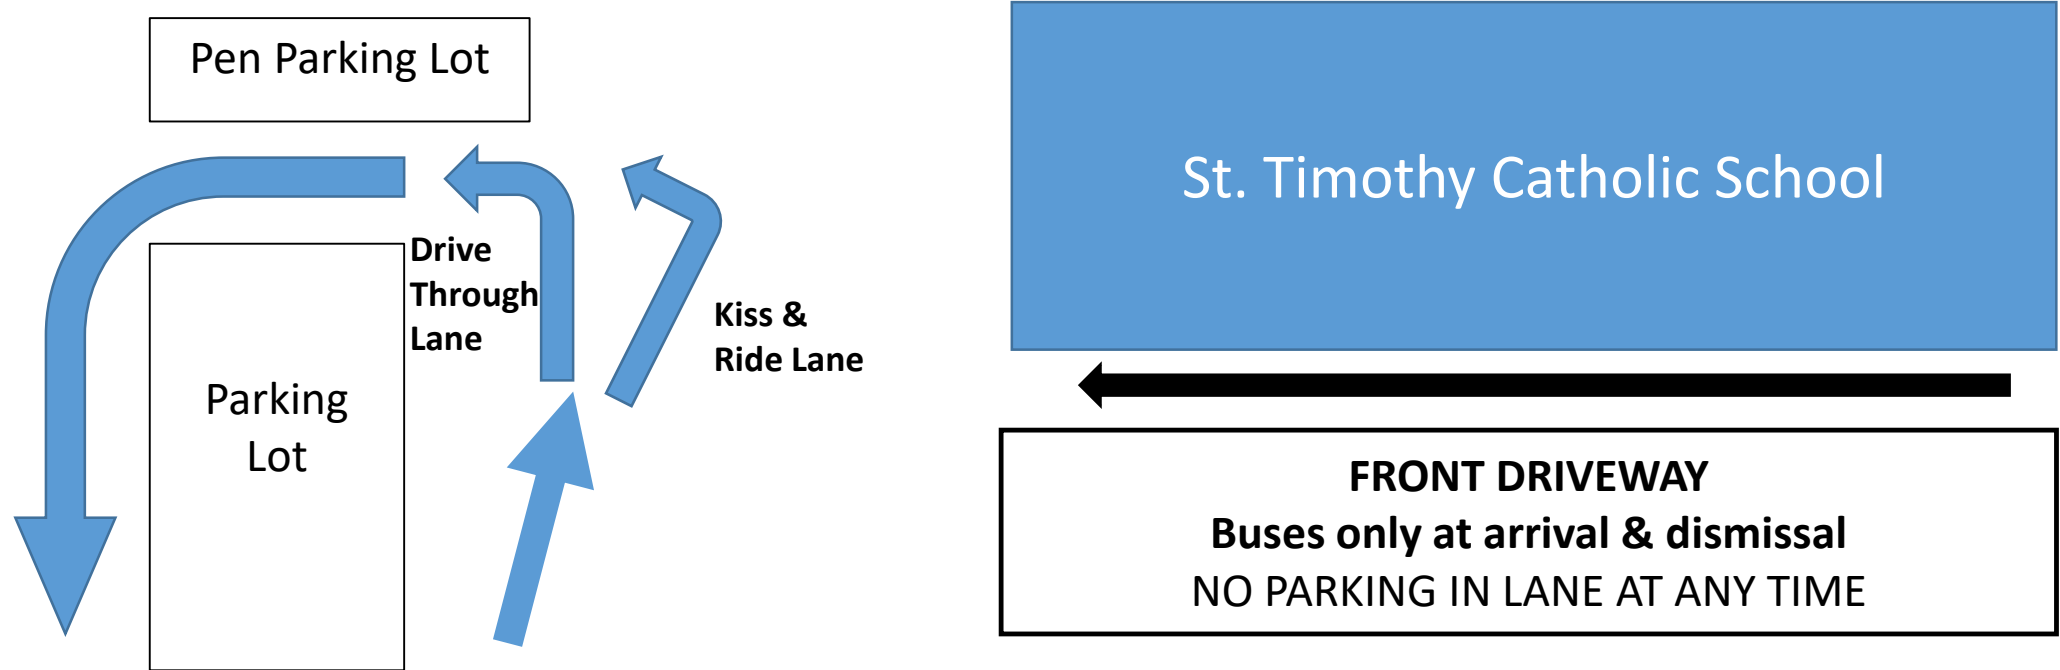 Pen Parking Lot
Drive
Through
Lane
Kiss &
Ride Lane
Parking
Lot
St. Timothy Catholic School
FRONT DRIVEWAY
Buses only at arrival & dismissal
NO PARKING IN LANE AT ANY TIME